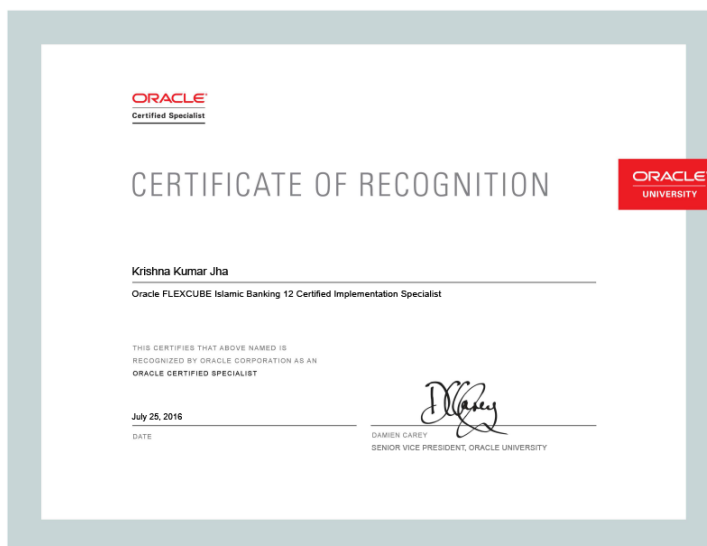 ORACLE
Certified Specialist
CERTIFICATE OF RECOGNITION
ORACLE
UNIVERSITY
Krishna Kumar Jha
Oracle FLEXCUBE Islamic Banking 12 Certified Implementation Specialist
THIS CERTIFIES THAT ABOVE NAMED IS
RECOGNIZED BY ORACLE CORPORATION AS AN
ORACLE CERTIFIED SPECIALIST
July 25, 2016
DATE
DCarey
DAMIEN CAREY
SENIOR VICE PRESIDENT, ORACLE UNIVERSITY